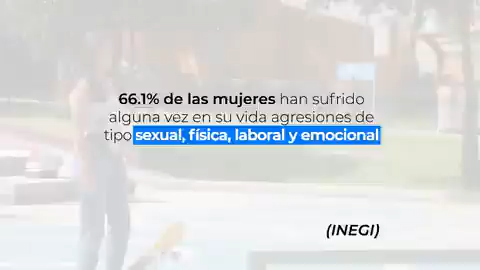 66.1% de las mujeres han sufrido
alguna vez en su vida agresiones de
tipo sexual, física, laboral y emocional
(INEGI)